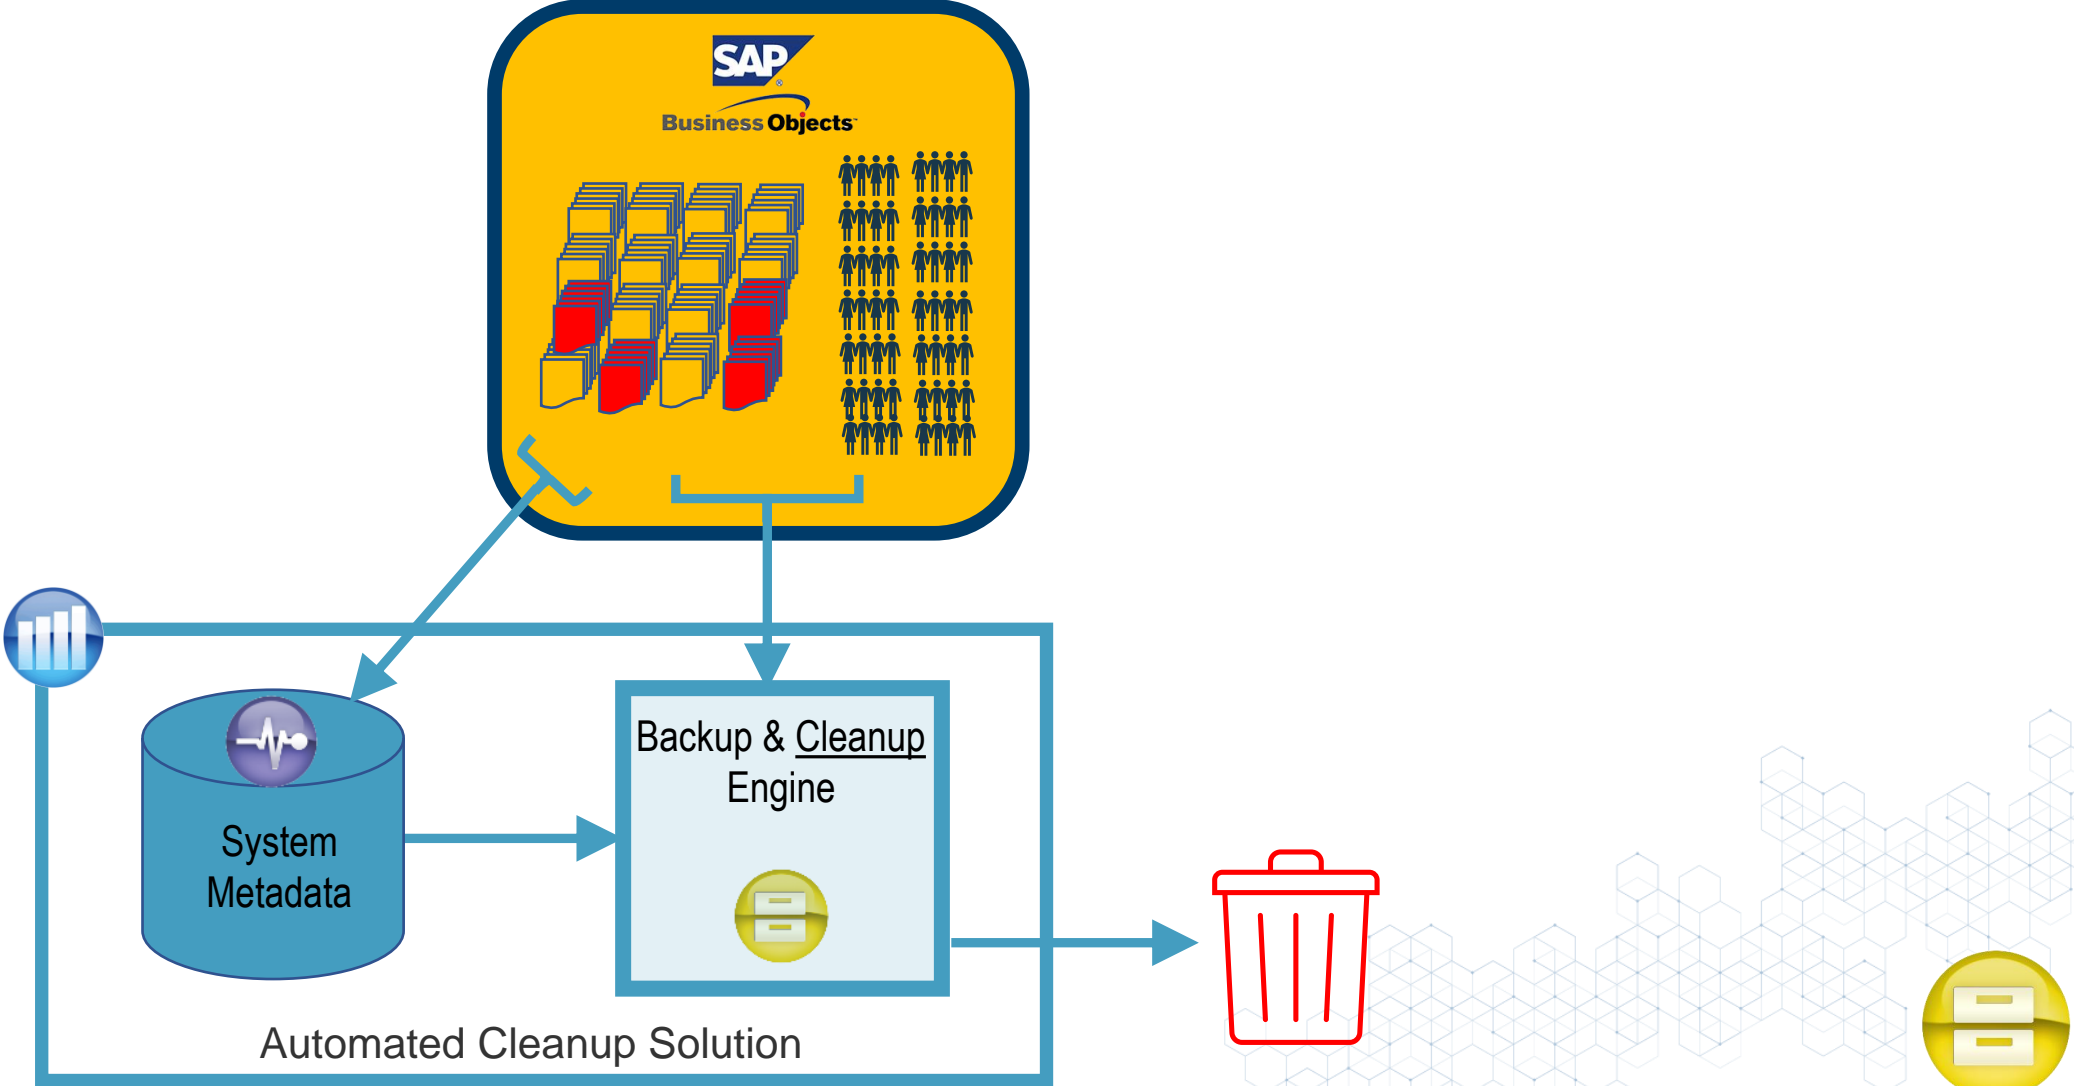 SAP
Business Objects
Backup & Cleanup
Engine
System
Metadata
Automated Cleanup Solution